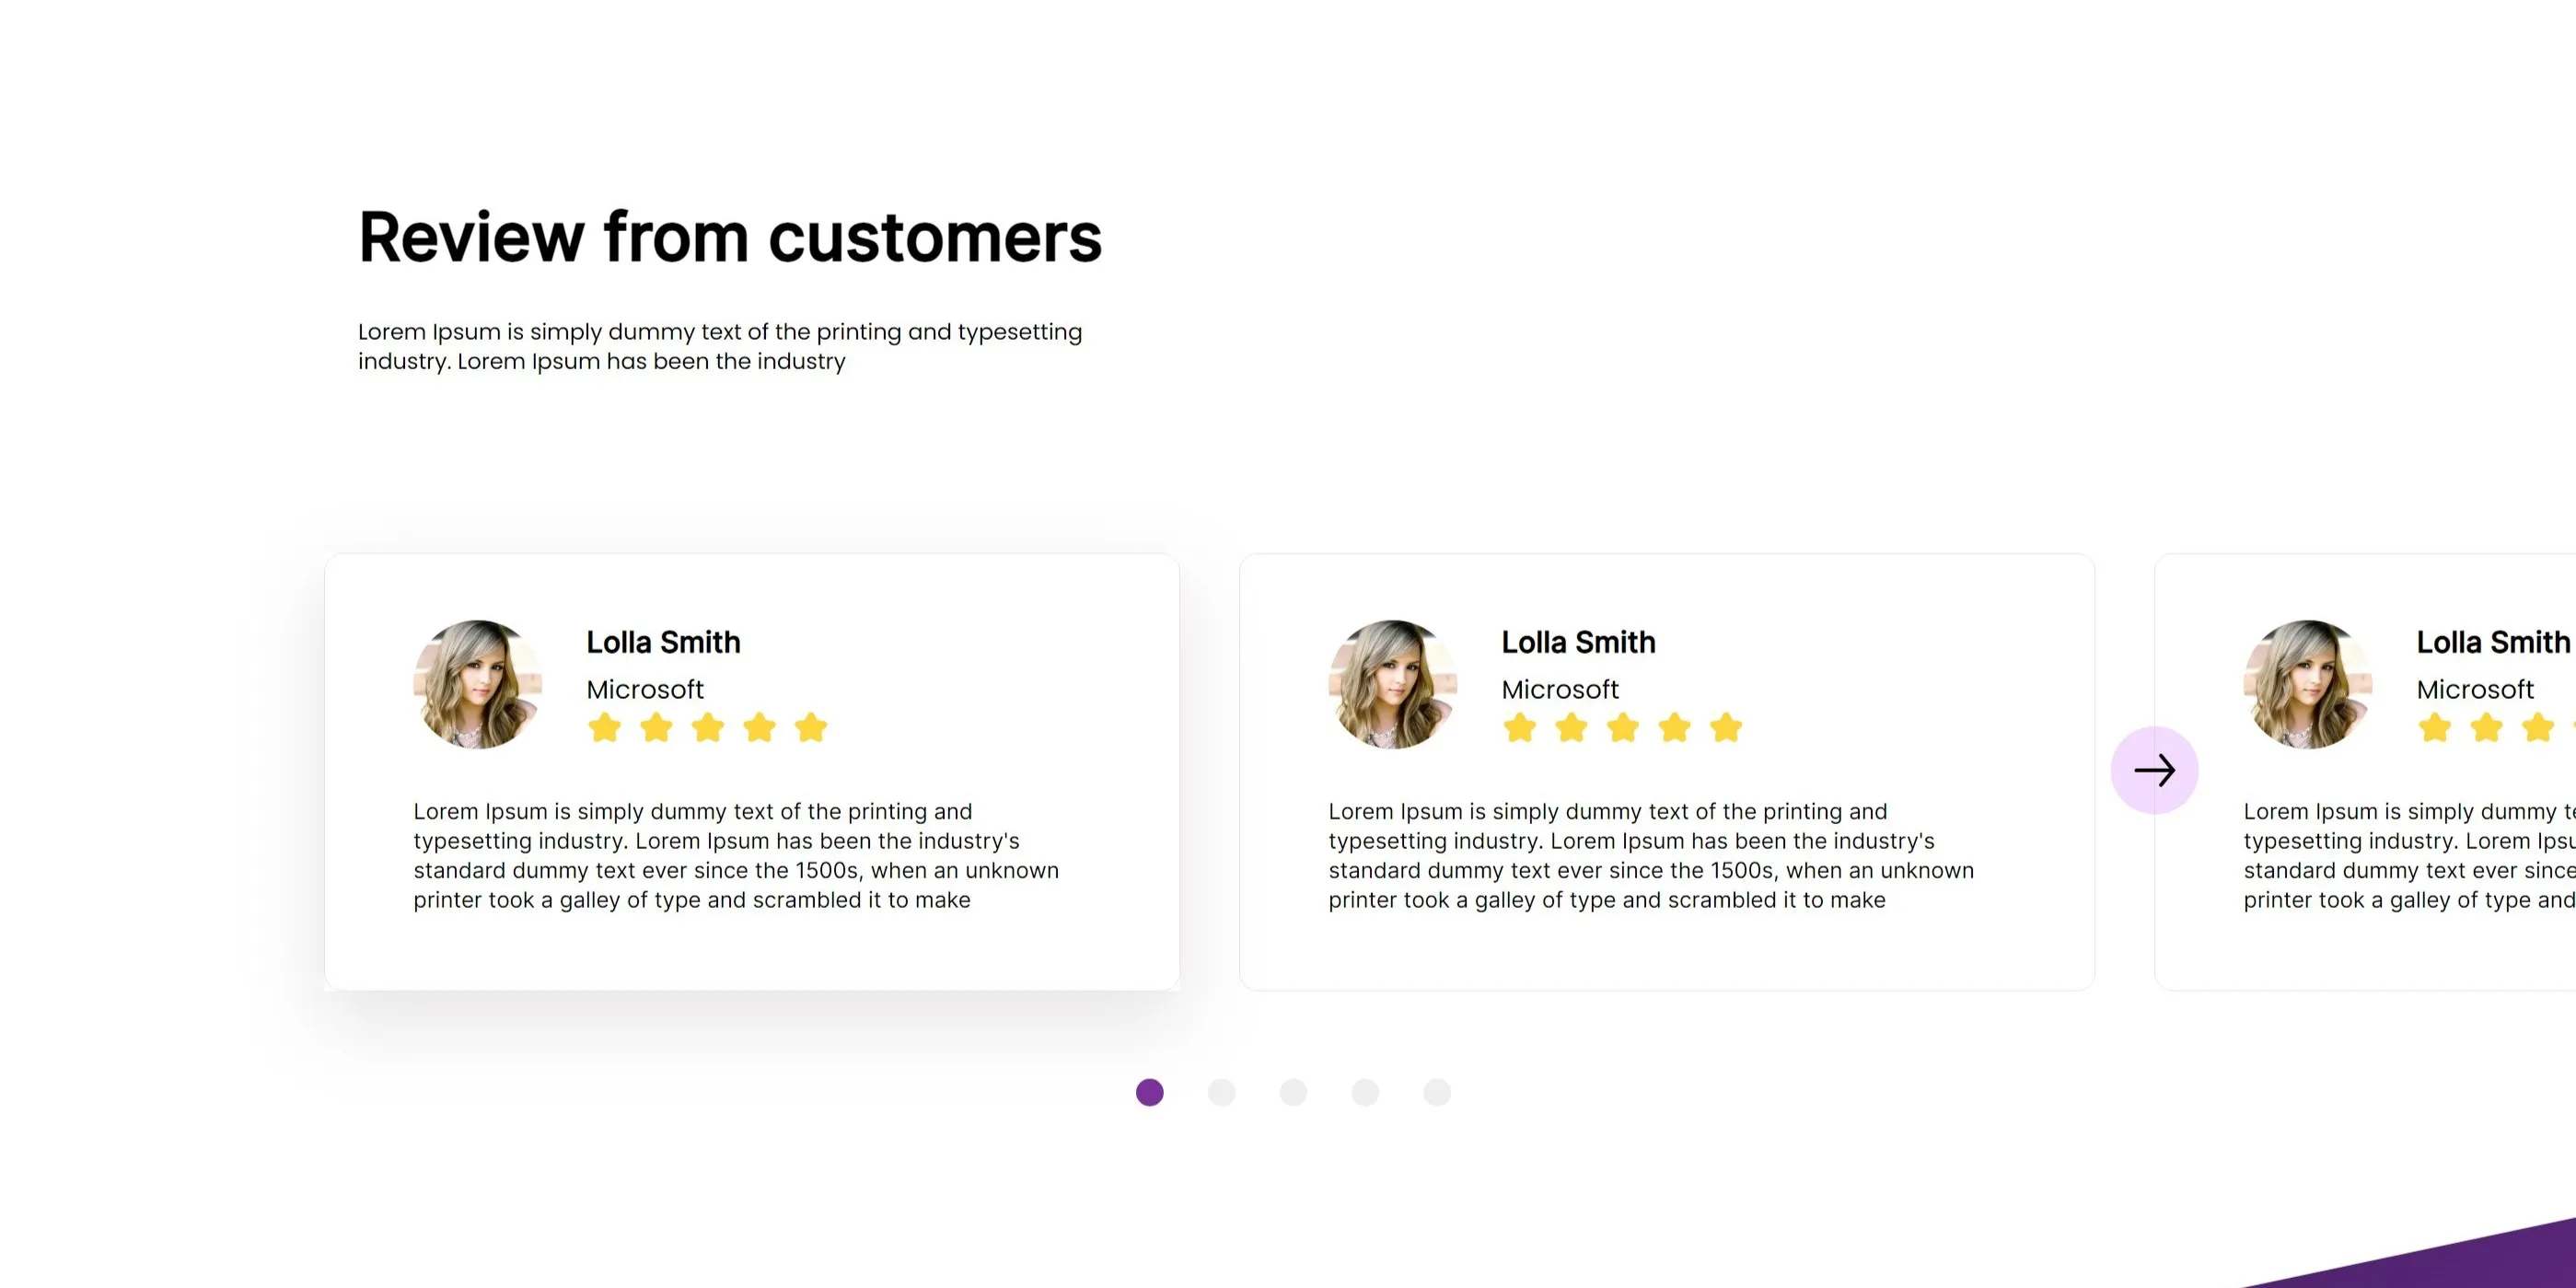 Review from customers
Lorem Ipsum is simply dummy text of the printing and typesetting
industry. Lorem Ipsum has been the industry
Lolla Smith
Microsoft
Lorem Ipsum is simply dummy text of the printing and
typesetting industry. Lorem Ipsum has been the industry's
standard dummy text ever since the 1500s, when an unknown
printer took a galley of type and scrambled it to make
Lolla Smith
Microsoft
Lorem Ipsum is simply dummy text of the printing and
typesetting industry. Lorem Ipsum has been the industry's
standard dummy text ever since the 1500s, when an unknown
printer took a galley of type and scrambled it to make
Lolla Smith
Microsoft
Lorem Ipsum is simply dummy
typesetting industry. Lorem
standard dummy text ever since
printer took a galley of type and